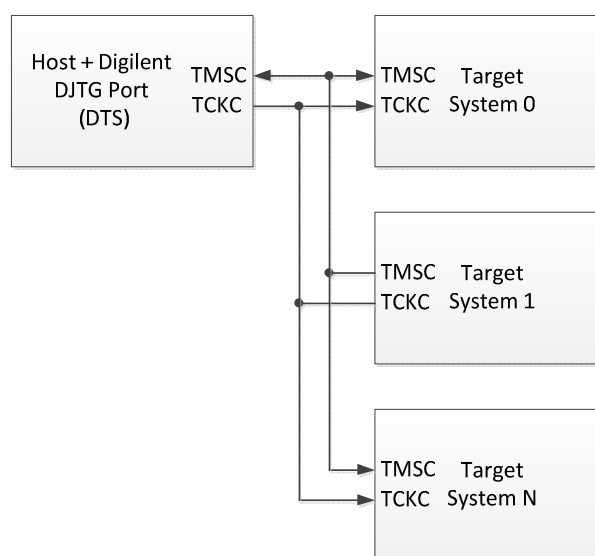 Host + Digilent
DJTG Port
(DTS)
TMSC
TCKC
TMSC
TCKC
Target
System 0
TMSC
TCKC
Target
System 1
TMSC
TCKC
Target
System N